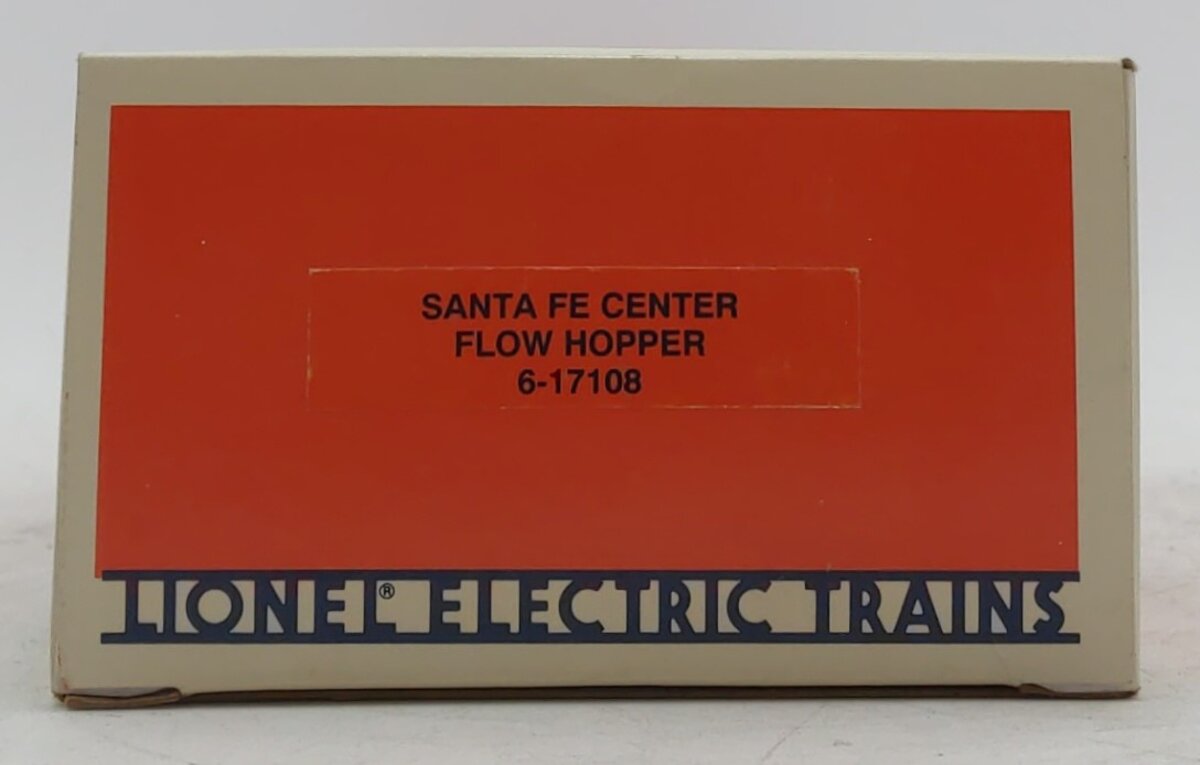 SANTA FE CENTER
FLOW HOPPER
6-17108
LIONEL® ELECTRIC TRAINS